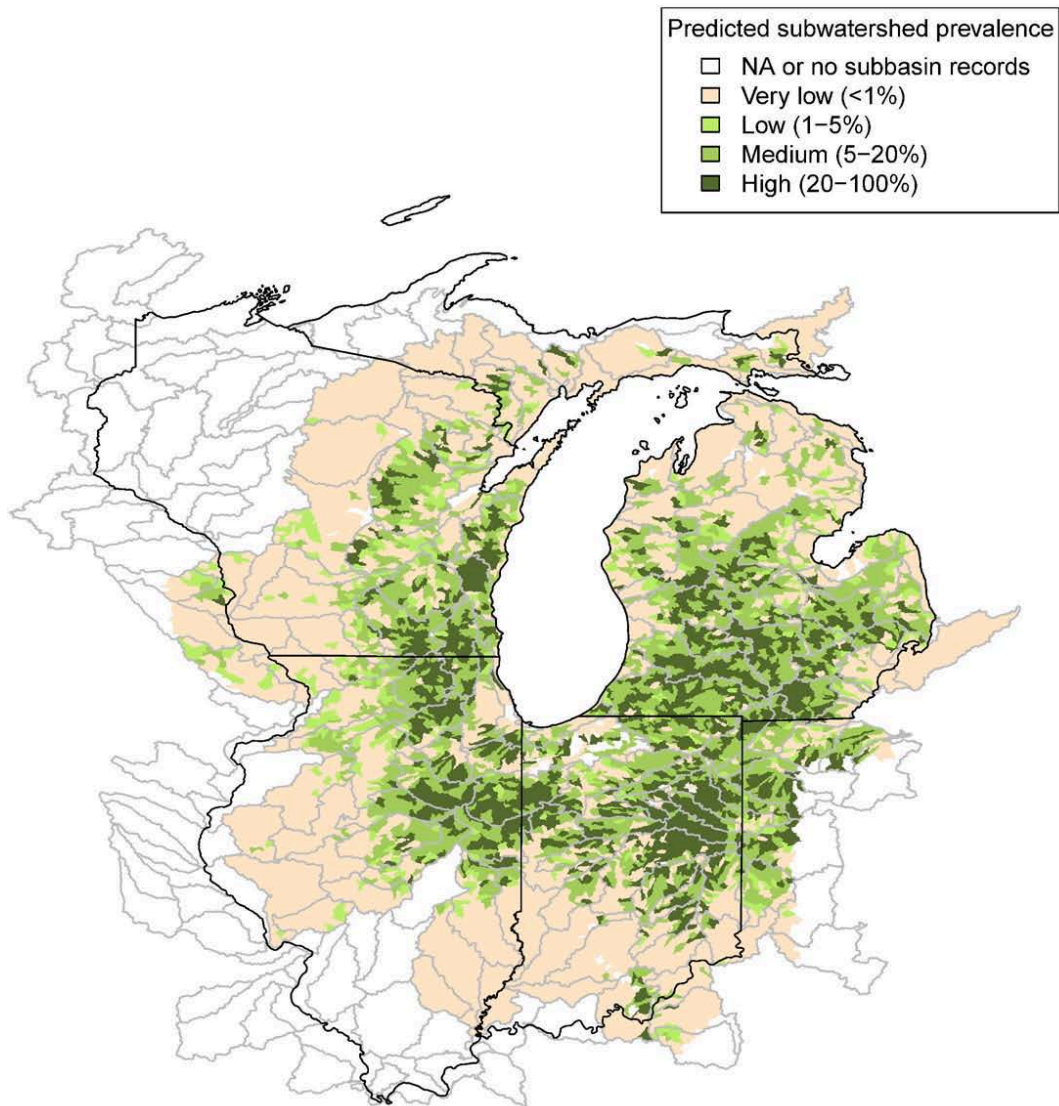 Predicted subwatershed prevalence
NA or no subbasin records
Very low (<1%)
Low (1−5%)
Medium (5−20%)
High (20−100%)